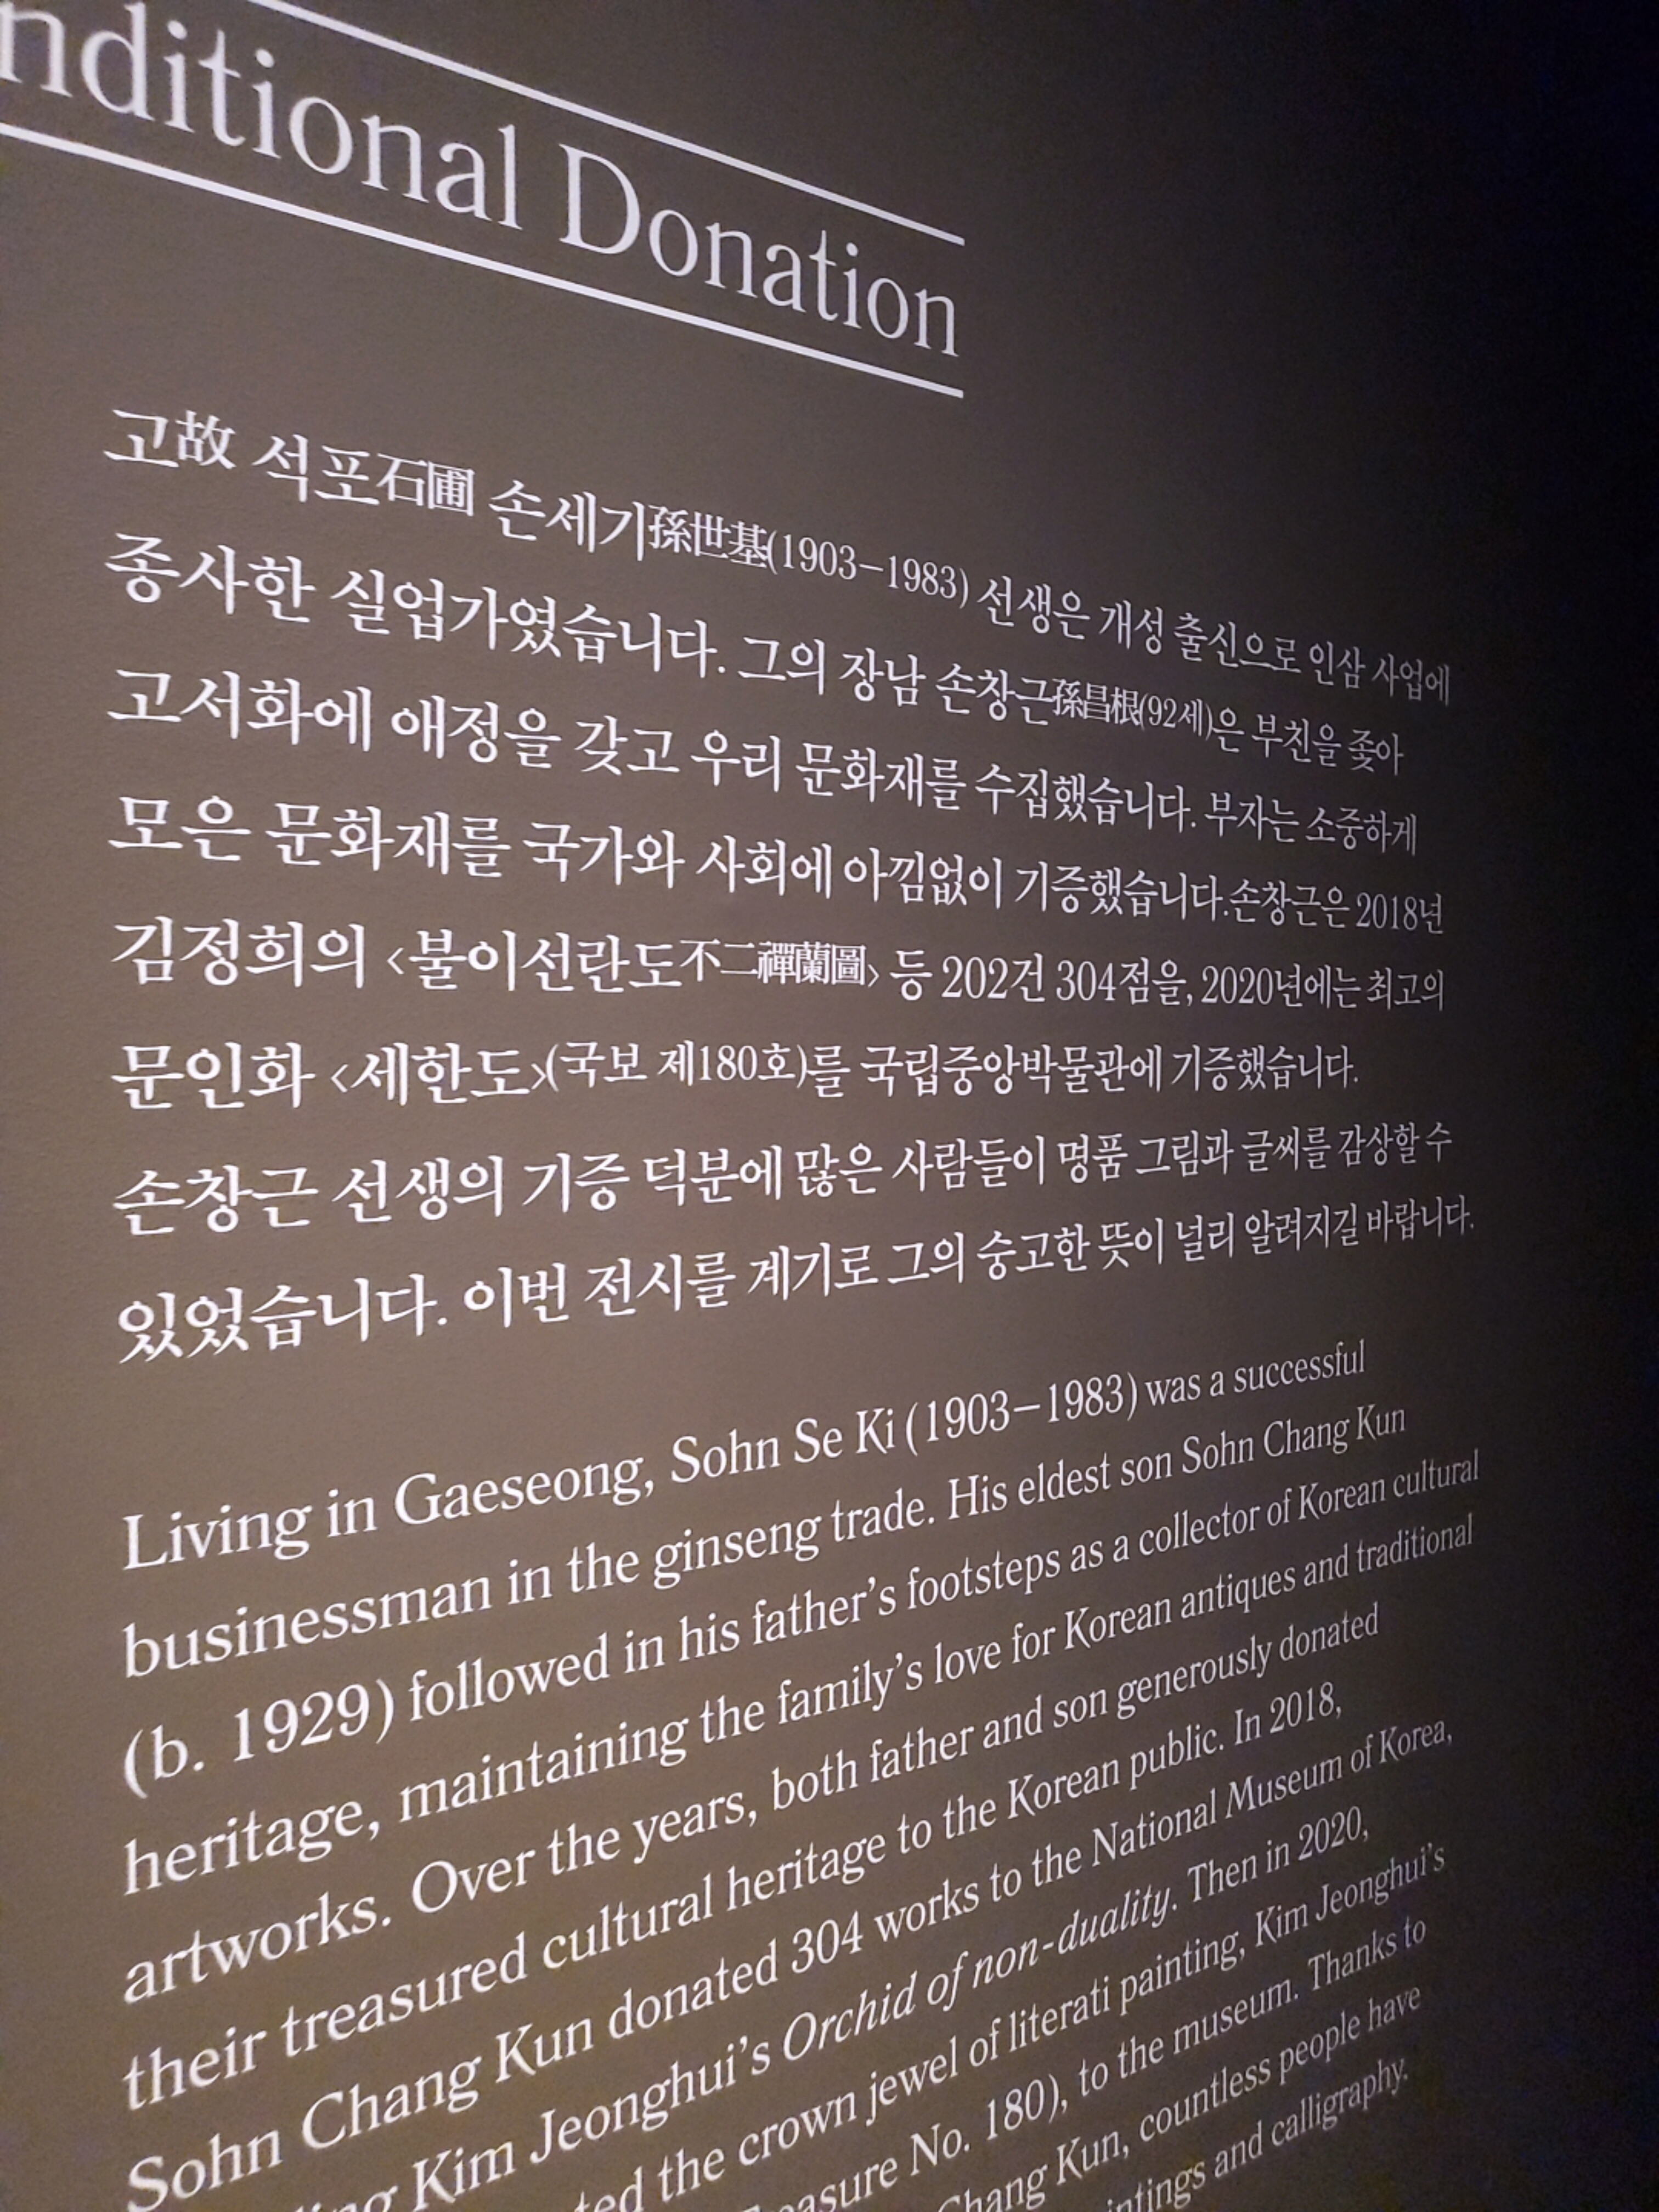 nditional Donation
고故 석포石圃 손세기孫世基(1903–1983) 선생은 개성 출신으로 인삼 사업에
종사한 실업가였습니다. 그의 장남 손창근孫昌根(92세)은 부친을 좇아
고서화에 애정을 갖고 우리 문화재를 수집했습니다. 부자는 소중하게
모은 문화재를 국가와 사회에 아낌없이 기증했습니다.손창근은 2018년
김정희의 <불이선란도不二禪蘭圖> 등 202건 304점을, 2020년에는 최고의
문인화 <세한도>(국보 제180호)를 국립중앙박물관에 기증했습니다.
손창근 선생의 기증 덕분에 많은 사람들이 명품 그림과 글씨를 감상할 수
있었습니다. 이번 전시를 계기로 그의 숭고한 뜻이 널리 알려지길 바랍니다.
Living in Gaeseong, Sohn Se Ki (1903–1983) was a successful
businessman in the ginseng trade. His eldest son Sohn Chang Kun
(b. 1929) followed in his father's footsteps as a collector of Korean cultural
heritage, maintaining the family's love for Korean antiques and traditional
artworks. Over the years, both father and son generously donated
their treasured cultural heritage to the Korean public. In 2018,
Sohn Chang Kun donated 304 works to the National Museum of Korea,
ing Kim Jeonghui's Orchid of non-duality. Then in 2020,
ted the crown jewel of literati painting, Kim Jeonghui's
easure No. 180), to the museum. Thanks to
Chang Kun, countless people have
intings and calligraphy.